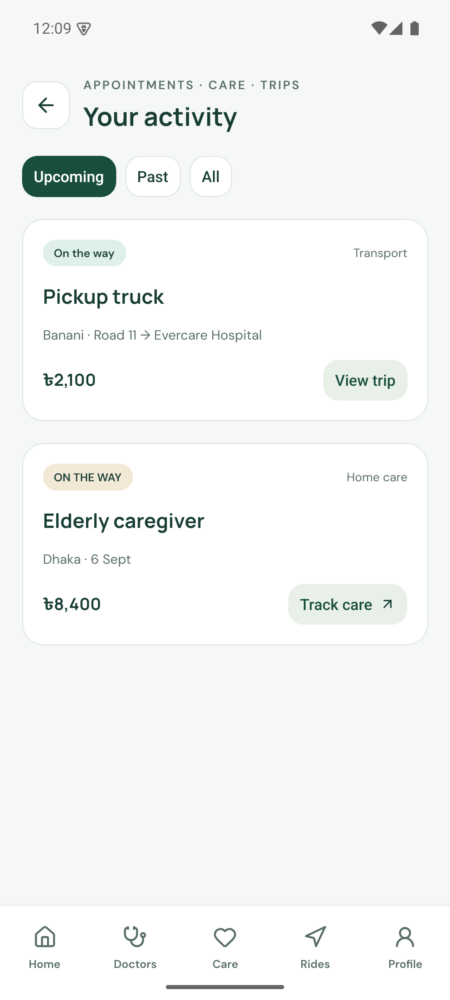 12:09
APPOINTMENTS · CARE · TRIPS
Your activity
Upcoming
Past
All
On the way
Transport
Pickup truck
Banani · Road 11 → Evercare Hospital
৳2,100
View trip
ON THE WAY
Home care
Elderly caregiver
Dhaka · 6 Sept
৳8,400
Track care
Home
Doctors
Care
Rides
Profile